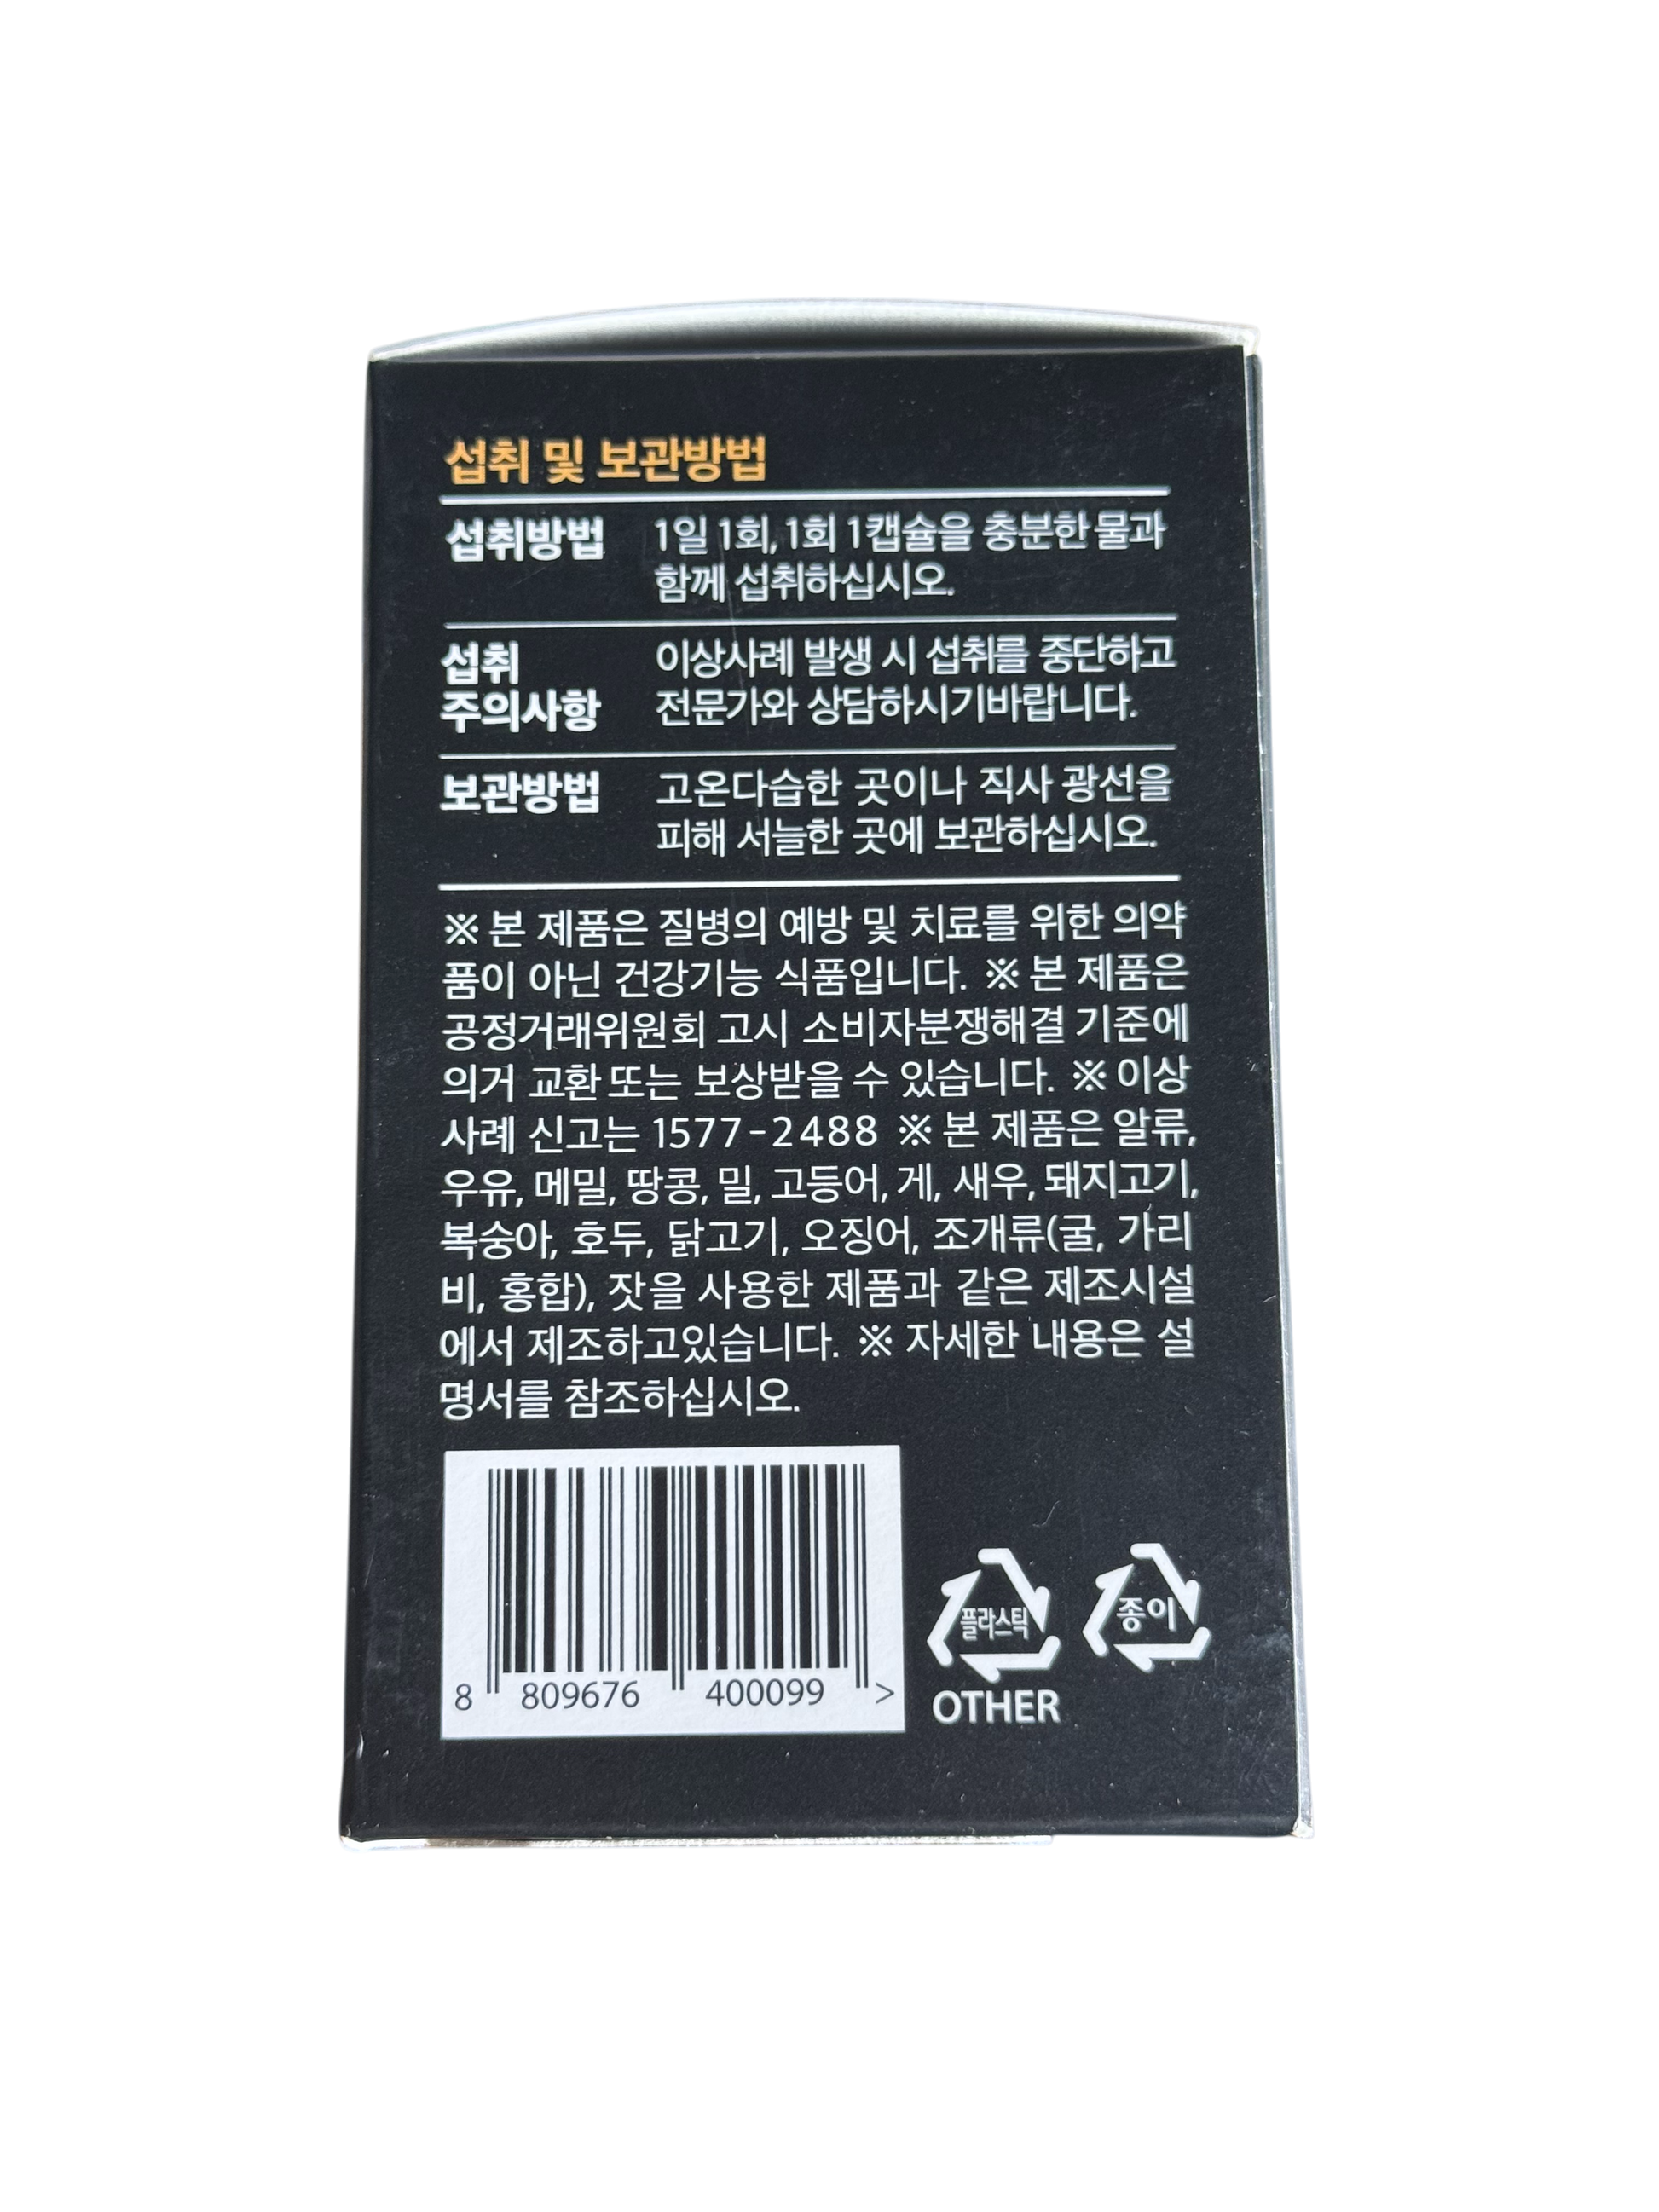 섭취 및 보관방법
섭취방법 1일 1회, 1회 1캡슐을 충분한 물과
함께 섭취하십시오.
섭취 이상사례 발생 시 섭취를 중단하고
주의사항 전문가와 상담하시기바랍니다.
보관방법 고온다습한 곳이나 직사 광선을
피해 서늘한 곳에 보관하십시오.
※ 본 제품은 질병의 예방 및 치료를 위한 의약
품이 아닌 건강기능 식품입니다. ※ 본 제품은
공정거래위원회 고시 소비자분쟁해결 기준에
의거 교환 또는 보상받을 수 있습니다. ※ 이상
사례 신고는 1577-2488 ※ 본 제품은 알류,
우유, 메밀, 땅콩, 밀, 고등어, 게, 새우, 돼지고기,
복숭아, 호두, 닭고기, 오징어, 조개류(굴, 가리
비, 홍합), 잣을 사용한 제품과 같은 제조시설
에서 제조하고있습니다. ※ 자세한 내용은 설
명서를 참조하십시오.
플라스틱 종이
OTHER
8 809676 400099 >